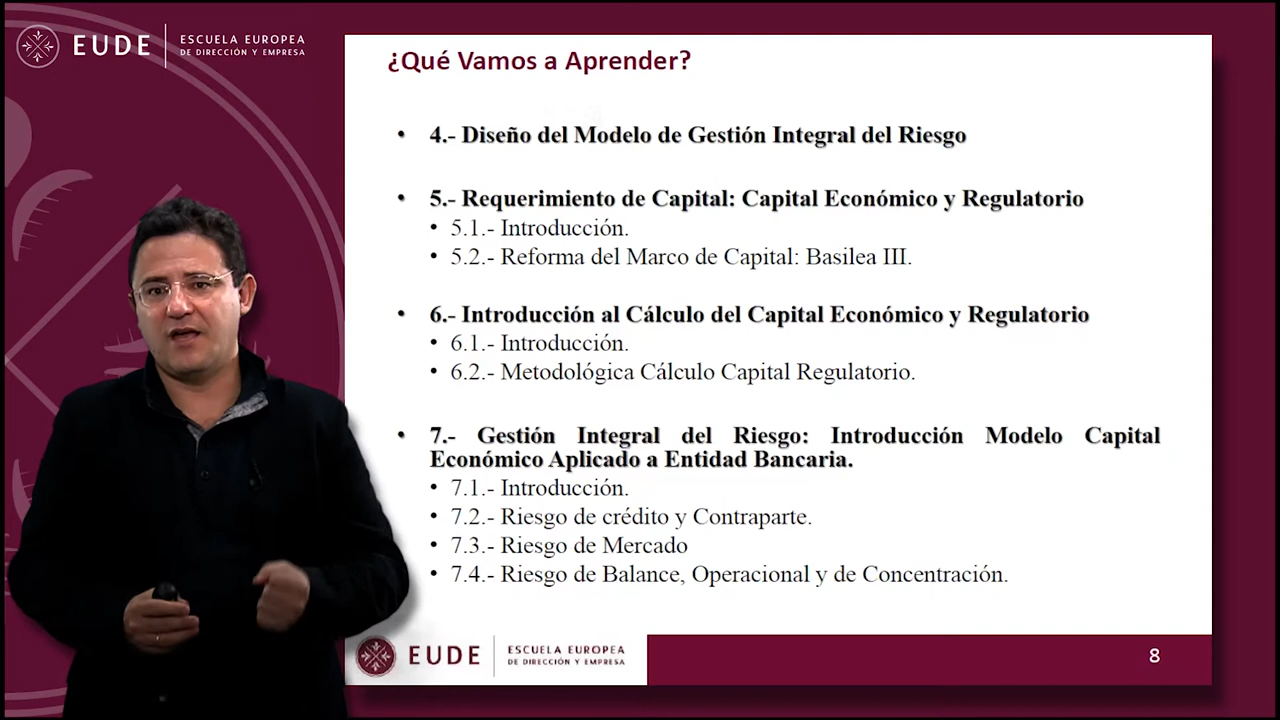 EUDE
ESCUELA EUROPEA
DE DIRECCIÓN Y EMPRESA
¿Qué Vamos a Aprender?
• 4.- Diseño del Modelo de Gestión Integral del Riesgo
• 5.- Requerimiento de Capital: Capital Económico y Regulatorio
• 5.1.- Introducción.
• 5.2.- Reforma del Marco de Capital: Basilea III.
• 6.- Introducción al Cálculo del Capital Económico y Regulatorio
• 6.1.- Introducción.
• 6.2.- Metodológica Cálculo Capital Regulatorio.
• 7.- Gestión Integral del Riesgo: Introducción Modelo Capital
Económico Aplicado a Entidad Bancaria.
• 7.1.- Introducción.
• 7.2.- Riesgo de crédito y Contraparte.
• 7.3.- Riesgo de Mercado
• 7.4.- Riesgo de Balance, Operacional y de Concentración.
EUDE
ESCUELA EUROPEA
DE DIRECCIÓN Y EMPRESA
8